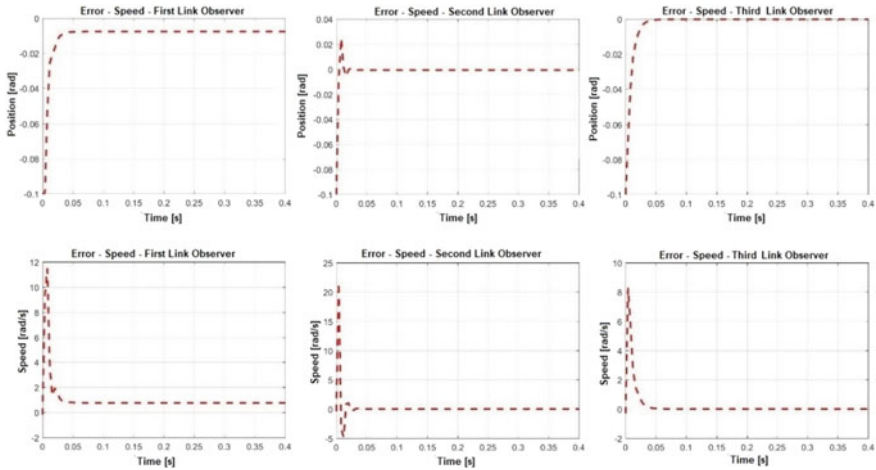 Error - Speed - First Link Observer
Error - Speed - Second Link Observer
Error - Speed - Third Link Observer
Position [rad]
0
-0.02
-0.04
-0.06
-0.08
-0.1
0 0.05 0.1 0.15 0.2 0.25 0.3 0.35 0.4
Time [s]
Position [rad]
0.04
0.02
0
-0.02
-0.04
-0.06
-0.08
-0.1
0 0.05 0.1 0.15 0.2 0.25 0.3 0.35 0.4
Time [s]
Position [rad]
0
-0.02
-0.04
-0.06
-0.08
-0.1
0 0.05 0.1 0.15 0.2 0.25 0.3 0.35 0.4
Time [s]
Error - Speed - First Link Observer
Error - Speed - Second Link Observer
Error - Speed - Third Link Observer
Speed [rad/s]
12
10
8
6
4
2
0
-2
0 0.05 0.1 0.15 0.2 0.25 0.3 0.35 0.4
Time [s]
Speed [rad/s]
25
20
15
10
5
0
-5
0 0.05 0.1 0.15 0.2 0.25 0.3 0.35 0.4
Time [s]
Speed [rad/s]
10
8
6
4
2
0
-2
0 0.05 0.1 0.15 0.2 0.25 0.3 0.35 0.4
Time [s]